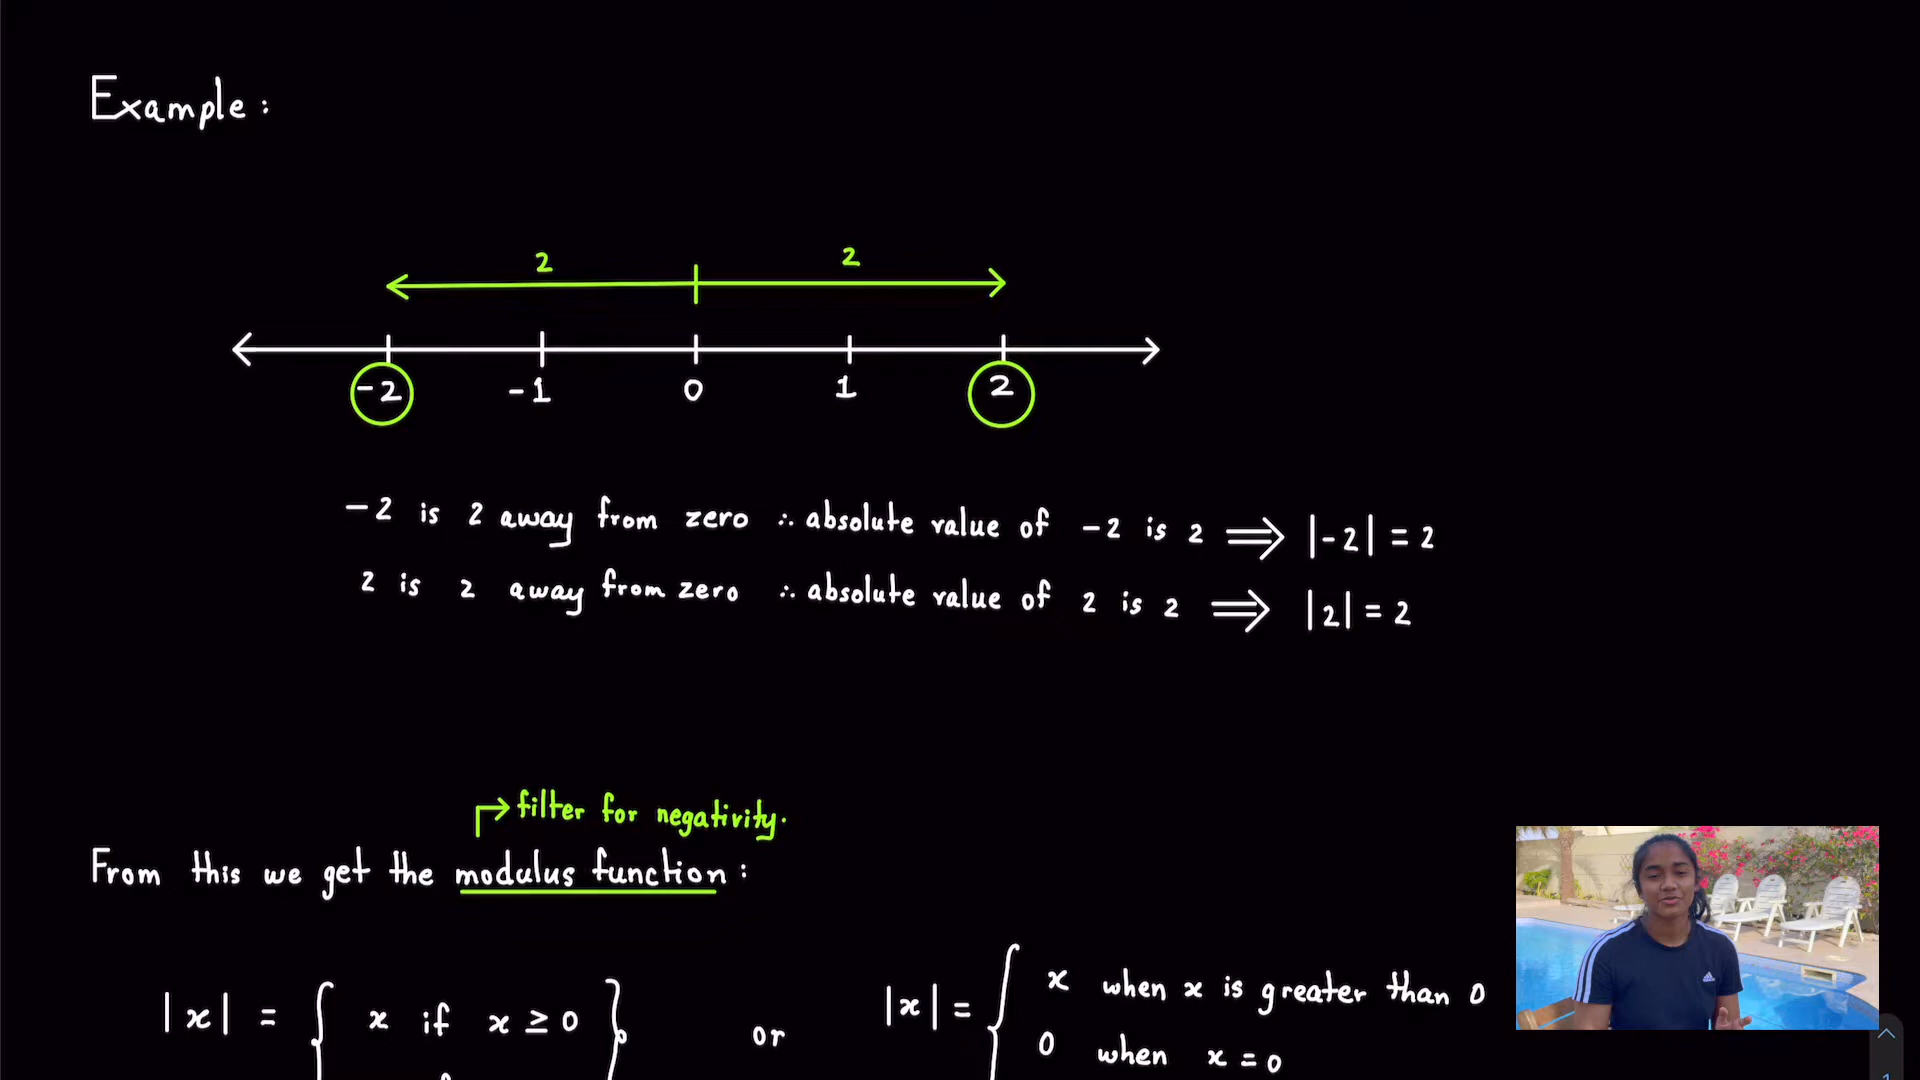 Example:
2 2
-2 -1 0 1 2
-2 is 2 away from zero ∴ absolute value of -2 is 2 ⟹ |-2| = 2
2 is 2 away from zero ∴ absolute value of 2 is 2 ⟹ |2| = 2
filter for negativity.
From this we get the modulus function:
|x| = { x if x ≥ 0 }
or
|x| = { x when x is greater than 0
0 when x = 0